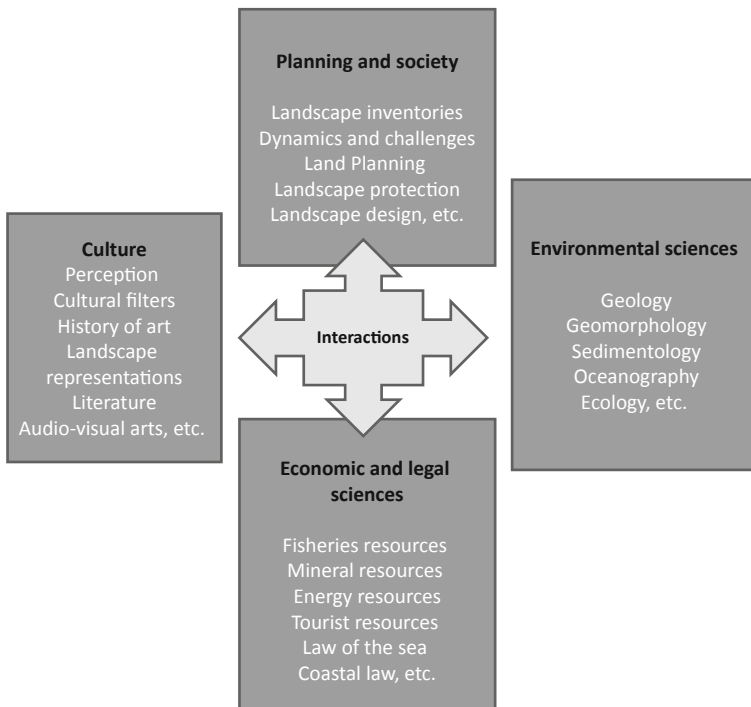 Planning and society
Landscape inventories
Dynamics and challenges
Land Planning
Landscape protection
Landscape design, etc.
Culture
Perception
Cultural filters
History of art
Landscape
representations
Literature
Audio-visual arts, etc.
Interactions
Environmental sciences
Geology
Geomorphology
Sedimentology
Oceanography
Ecology, etc.
Economic and legal
sciences
Fisheries resources
Mineral resources
Energy resources
Tourist resources
Law of the sea
Coastal law, etc.